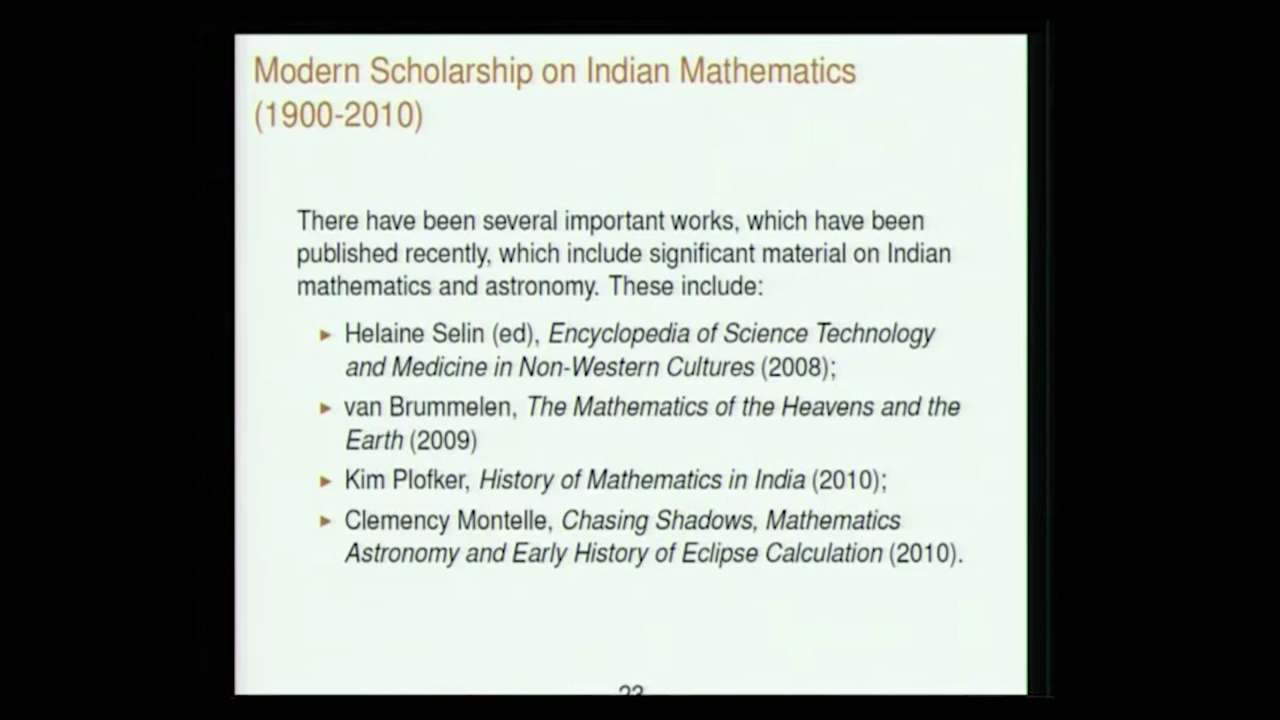 Modern Scholarship on Indian Mathematics
(1900-2010)
There have been several important works, which have been
published recently, which include significant material on Indian
mathematics and astronomy. These include:
► Helaine Selin (ed), Encyclopedia of Science Technology
and Medicine in Non-Western Cultures (2008);
► van Brummelen, The Mathematics of the Heavens and the
Earth (2009)
► Kim Plofker, History of Mathematics in India (2010);
► Clemency Montelle, Chasing Shadows, Mathematics
Astronomy and Early History of Eclipse Calculation (2010).